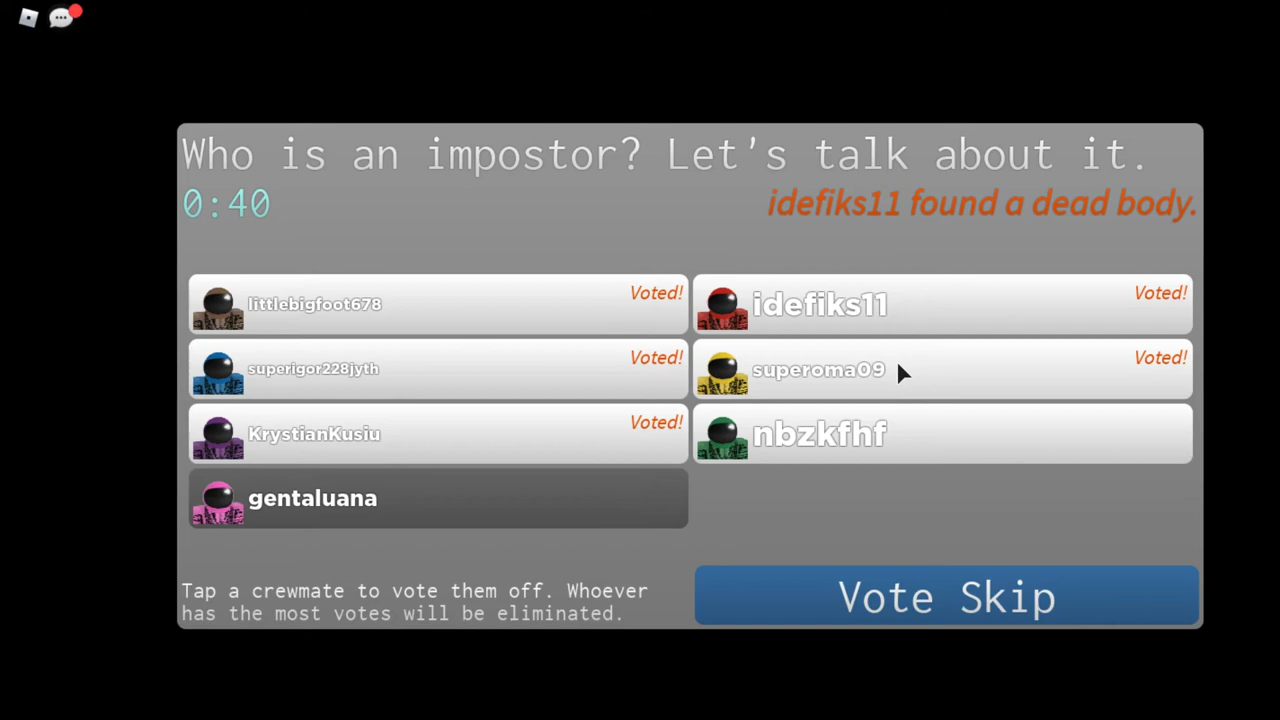 Who is an impostor? Let's talk about it.
0:40
idefiks11 found a dead body.
littlebigfoot678
Voted!
idefiks11
Voted!
superigor228jyth
Voted!
superoma09
Voted!
KrystianKusiu
Voted!
nbzkfhf
gentaluana
Tap a crewmate to vote them off. Whoever
has the most votes will be eliminated.
Vote Skip